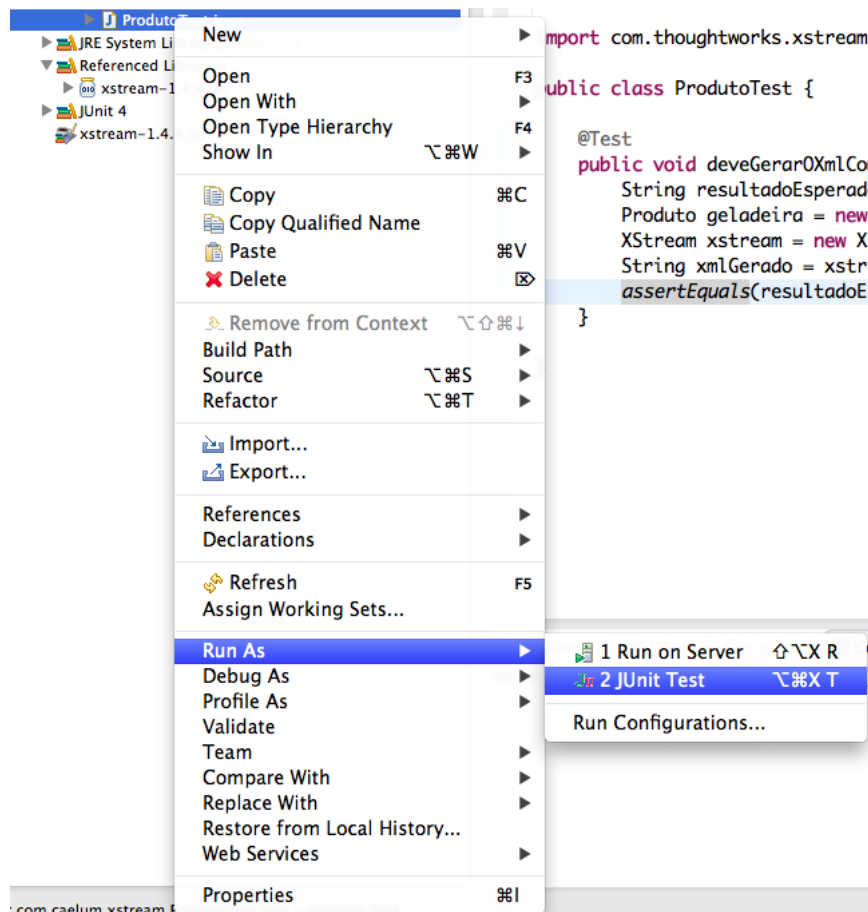 ProdutoTest
JRE System Li
Referenced Li
xstream-1
JUnit 4
xstream-1.4.
New
Open F3
Open With
Open Type Hierarchy F4
Show In ⌥⌘W
Copy ⌘C
Copy Qualified Name
Paste ⌘V
Delete ⌦
Remove from Context ⌥⇧⌘↓
Build Path
Source ⌥⌘S
Refactor ⌥⌘T
Import...
Export...
References
Declarations
Refresh F5
Assign Working Sets...
Run As
Debug As
Profile As
Validate
Team
Compare With
Replace With
Restore from Local History...
Web Services
Properties ⌘I
1 Run on Server ⇧⌥X R
2 JUnit Test ⌥⌘X T
Run Configurations...
import com.thoughtworks.xstream
public class ProdutoTest {
@Test
public void deveGerarOXmlCo
String resultadoEsperad
Produto geladeira = new
XStream xstream = new X
String xmlGerado = xstr
assertEquals(resultadoE
}
com.caelum.xstream